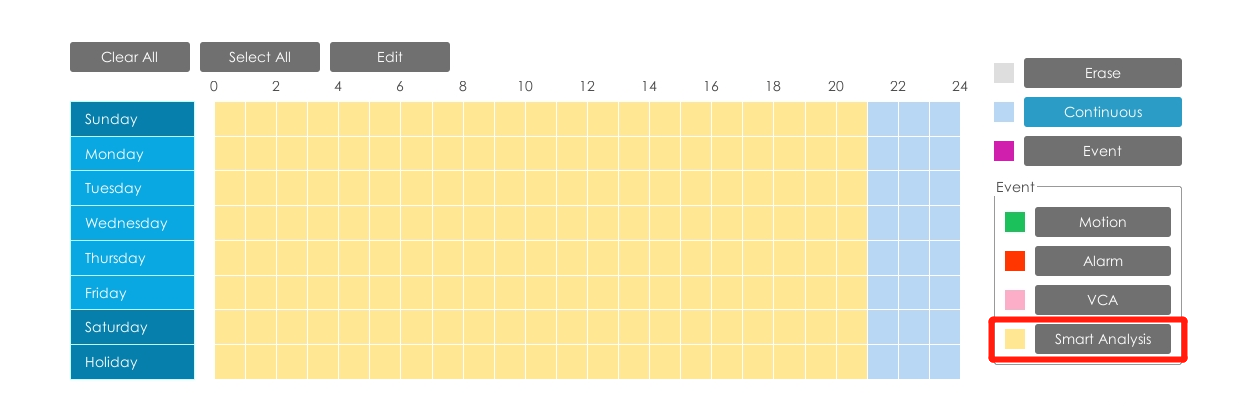 Clear All Select All Edit
0 2 4 6 8 10 12 14 16 18 20 22 24
Sunday
Monday
Tuesday
Wednesday
Thursday
Friday
Saturday
Holiday
Erase
Continuous
Event
Event
Motion
Alarm
VCA
Smart Analysis